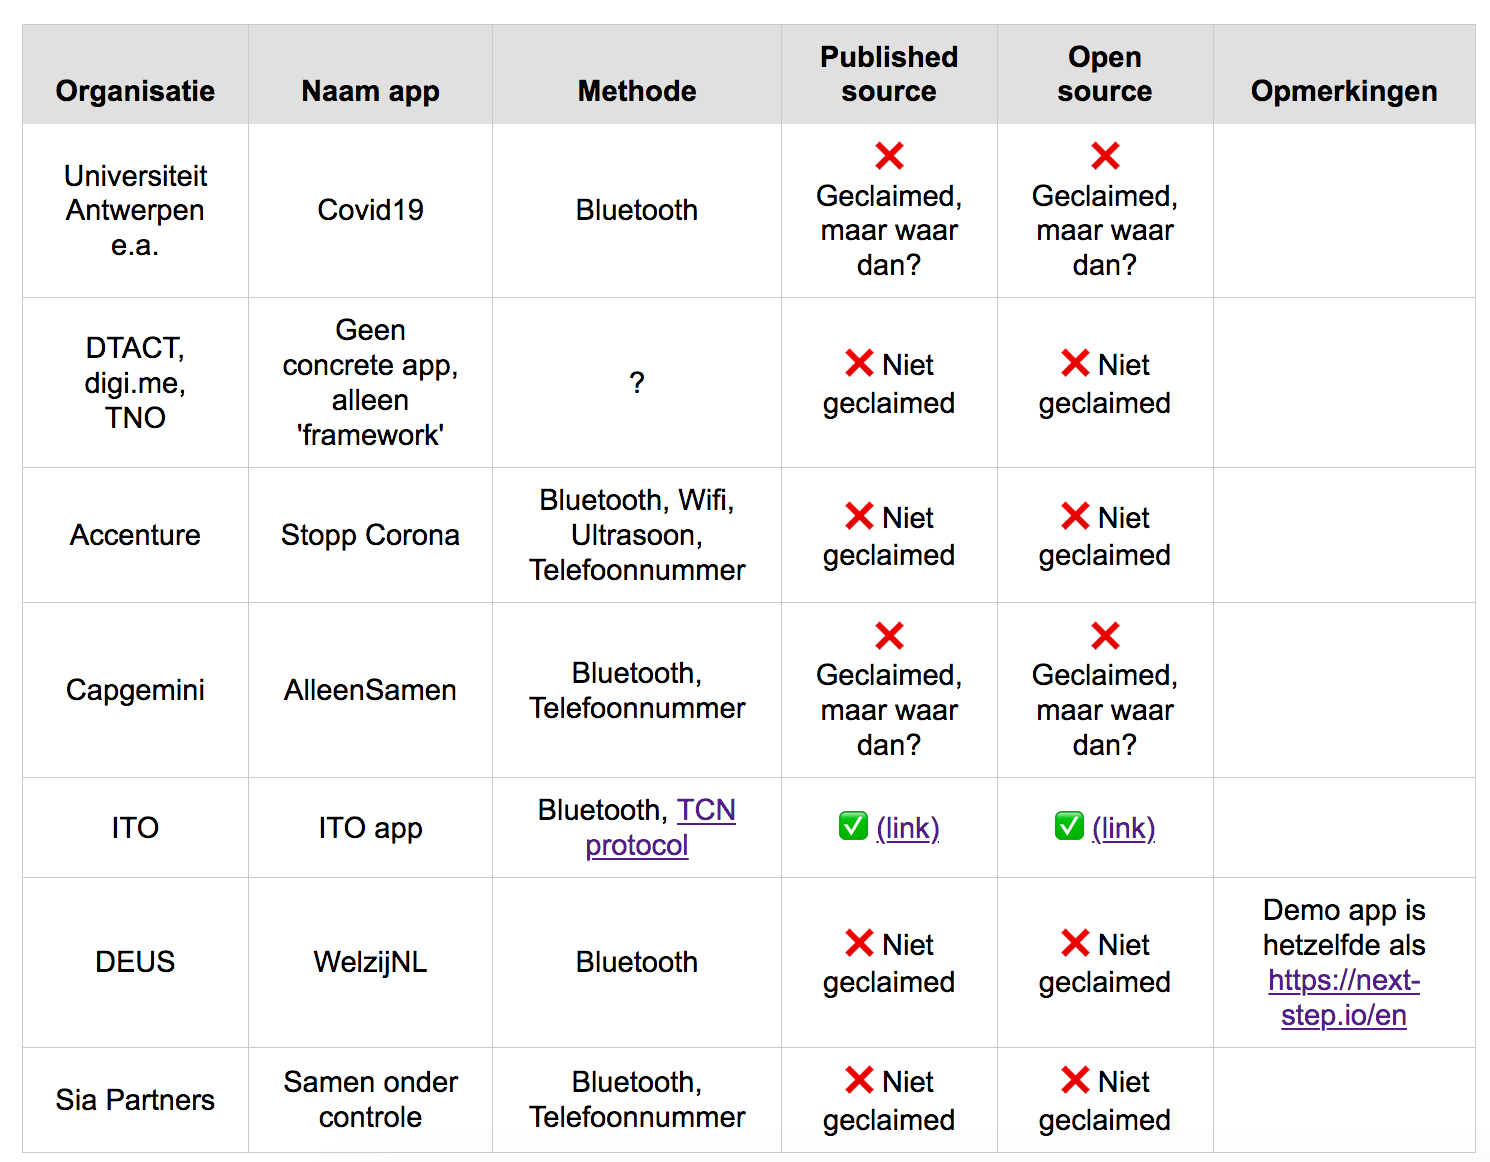 Organisatie
Naam app
Methode
Published
source
Open
source
Opmerkingen
Universiteit
Antwerpen
e.a.
Covid19
Bluetooth
❌
Geclaimed,
maar waar
dan?
❌
Geclaimed,
maar waar
dan?
DTACT,
digi.me,
TNO
Geen
concrete app,
alleen
'framework'
?
❌ Niet
geclaimed
❌ Niet
geclaimed
Accenture
Stopp Corona
Bluetooth, Wifi,
Ultrasoon,
Telefoonnummer
❌ Niet
geclaimed
❌ Niet
geclaimed
Capgemini
AlleenSamen
Bluetooth,
Telefoonnummer
❌
Geclaimed,
maar waar
dan?
❌
Geclaimed,
maar waar
dan?
ITO
ITO app
Bluetooth, TCN
protocol
✅ (link)
✅ (link)
DEUS
WelzijNL
Bluetooth
❌ Niet
geclaimed
❌ Niet
geclaimed
Demo app is
hetzelfde als
https://next-
step.io/en
Sia Partners
Samen onder
controle
Bluetooth,
Telefoonnummer
❌ Niet
geclaimed
❌ Niet
geclaimed